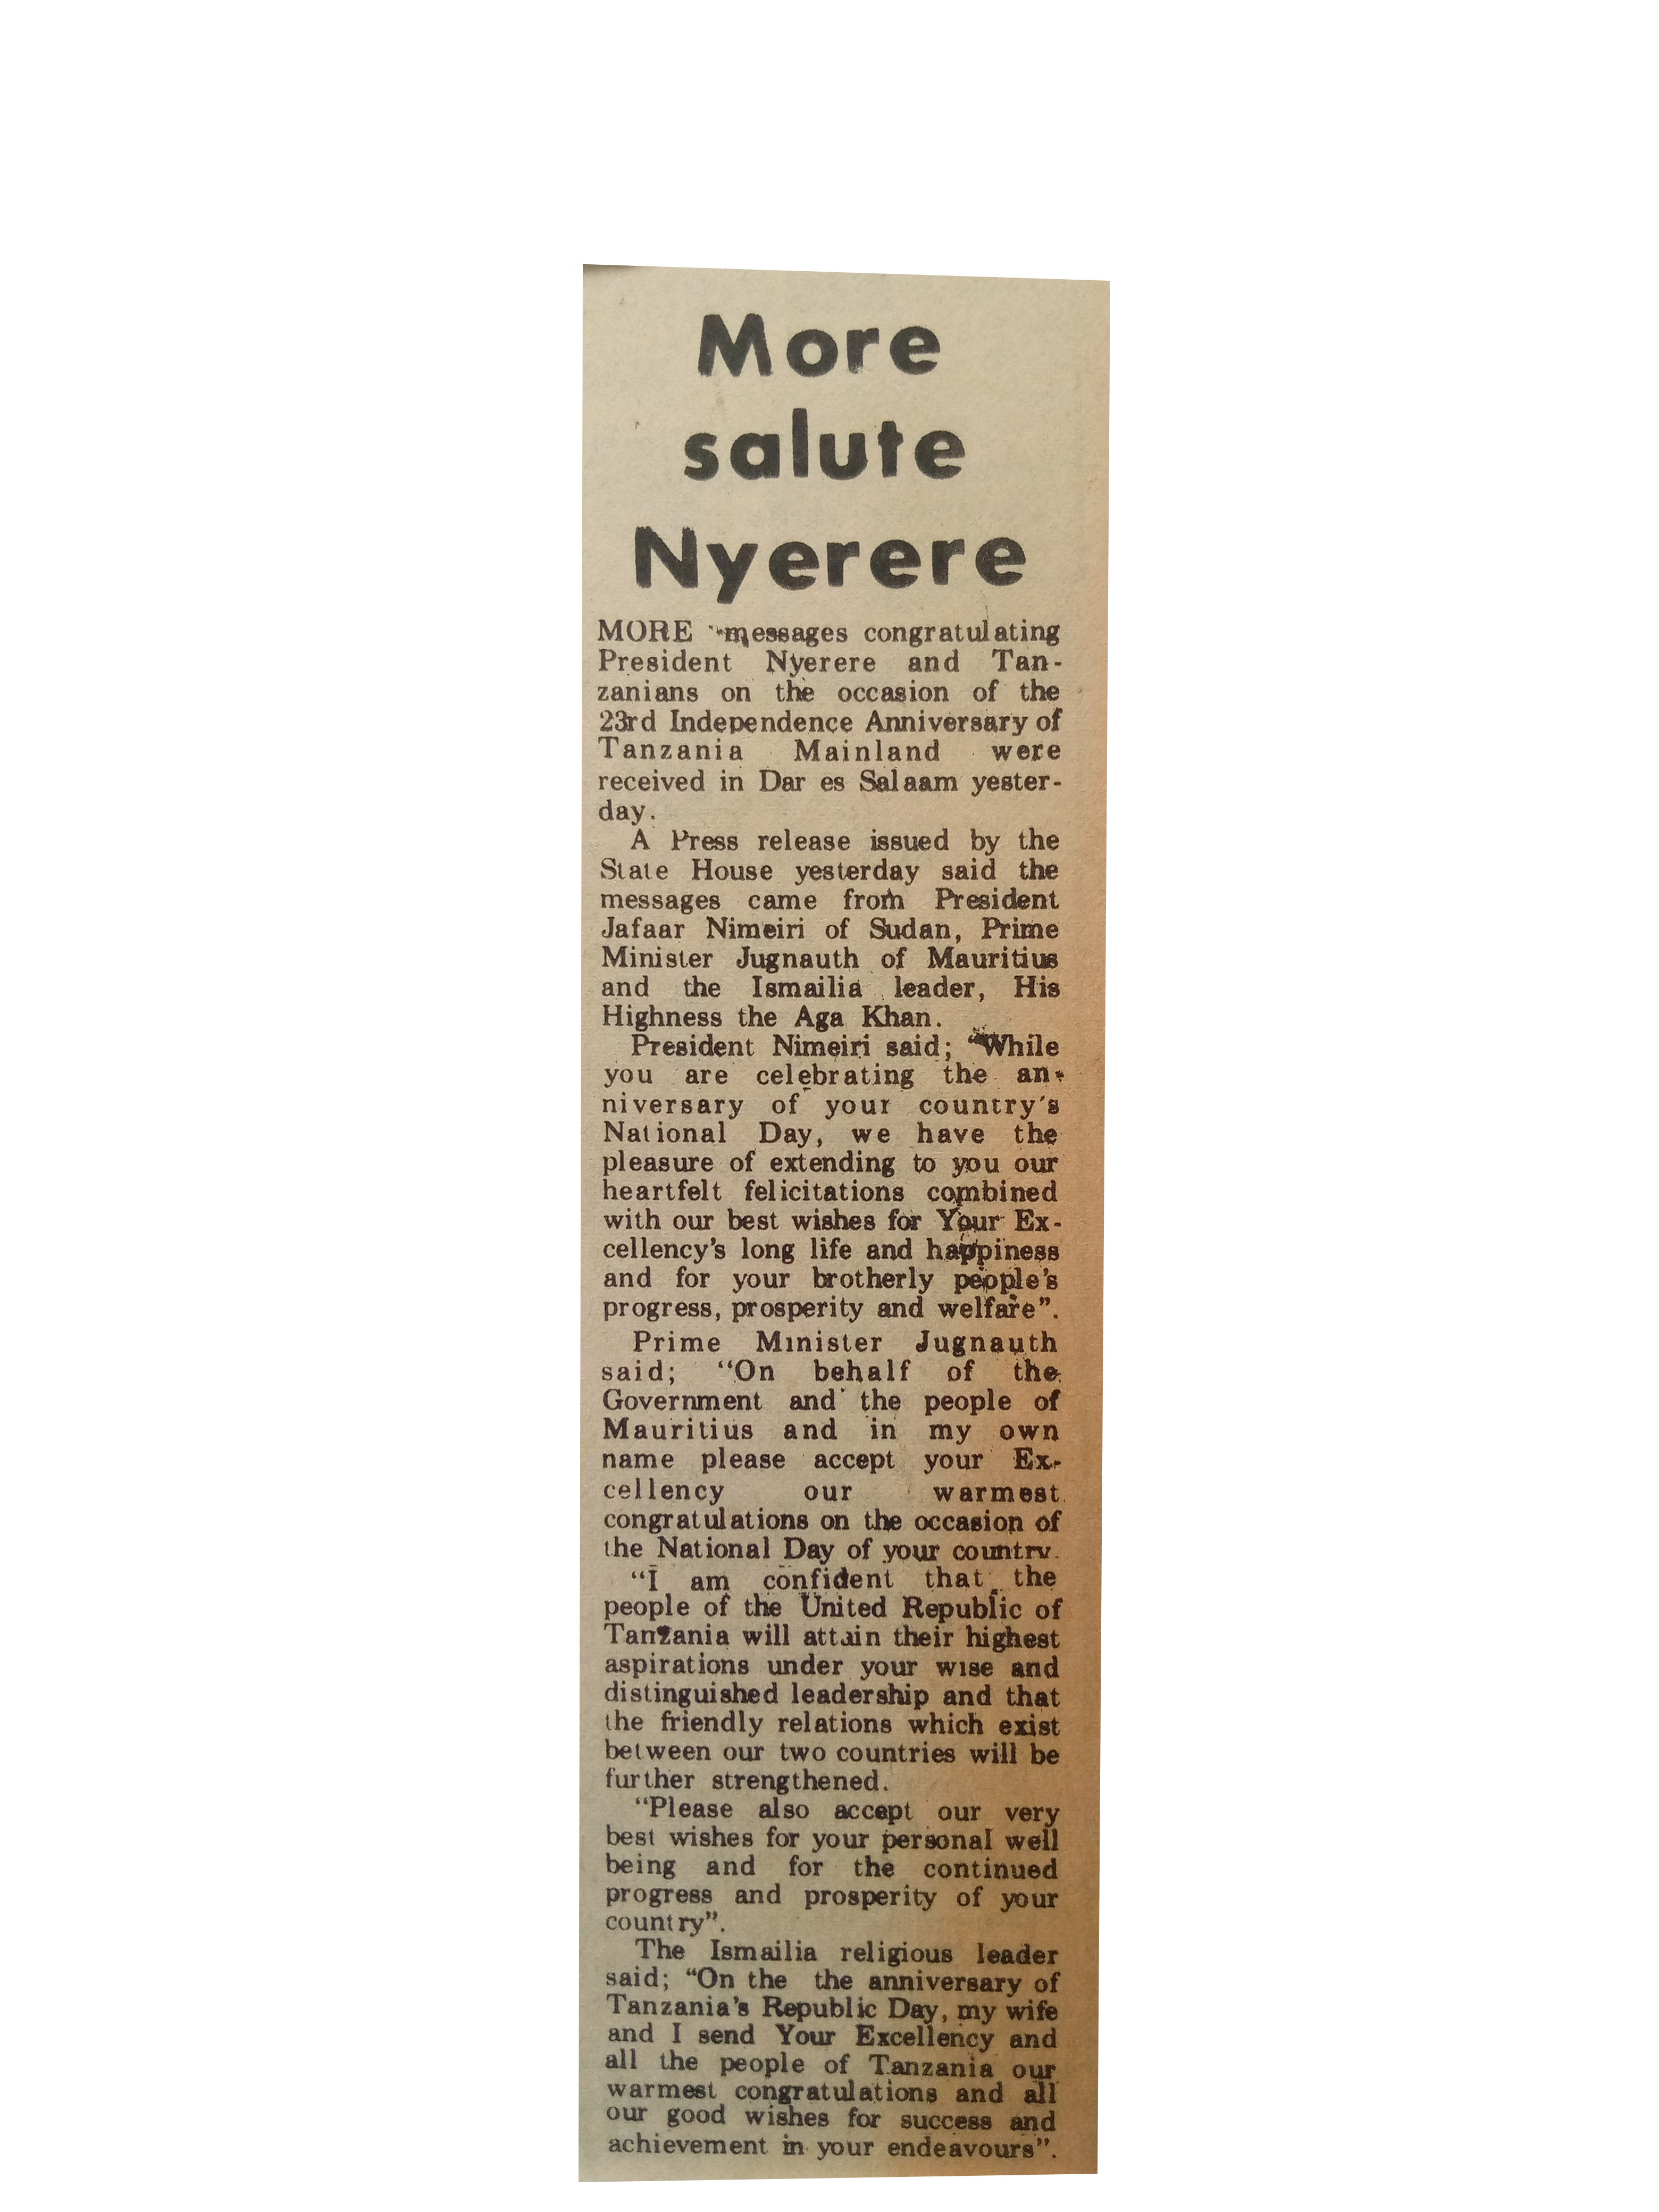 More
salute
Nyerere
MORE messages congratulating
President Nyerere and Tan-
zanians on the occasion of the
23rd Independence Anniversary of
Tanzania Mainland were
received in Dar es Salaam yester-
day.
A Press release issued by the
State House yesterday said the
messages came from President
Jafaar Nimeiri of Sudan, Prime
Minister Jugnauth of Mauritius
and the Ismailia leader, His
Highness the Aga Khan.
President Nimeiri said; "While
you are celebrating the an-
niversary of your country's
National Day, we have the
pleasure of extending to you our
heartfelt felicitations combined
with our best wishes for Your Ex-
cellency's long life and happiness
and for your brotherly people's
progress, prosperity and welfare".
Prime Minister Jugnauth
said; "On behalf of the
Government and the people of
Mauritius and in my own
name please accept your Ex-
cellency our warmest
congratulations on the occasion of
the National Day of your country.
"I am confident that the
people of the United Republic of
Tanzania will attain their highest
aspirations under your wise and
distinguished leadership and that
the friendly relations which exist
between our two countries will be
further strengthened.
"Please also accept our very
best wishes for your personal well
being and for the continued
progress and prosperity of your
country".
The Ismailia religious leader
said; "On the the anniversary of
Tanzania's Republic Day, my wife
and I send Your Excellency and
all the people of Tanzania our
warmest congratulations and all
our good wishes for success and
achievement in your endeavours".